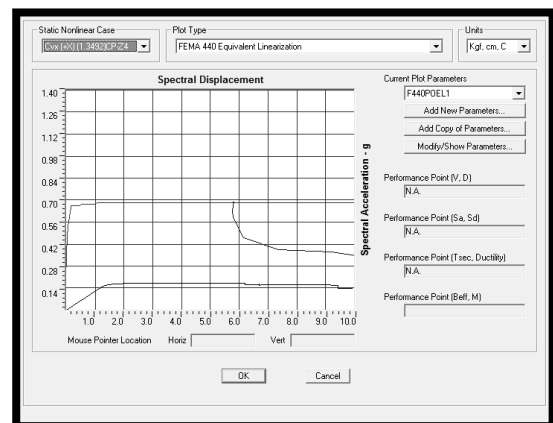 Static Nonlinear Case
Cvx (+X) (1.3492)CP-Z4
Plot Type
FEMA 440 Equivalent Linearization
Units
Kgf, cm, C
Spectral Displacement
1.40
1.26
1.12
0.98
0.84
0.70
0.56
0.42
0.28
0.14
1.0 2.0 3.0 4.0 5.0 6.0 7.0 8.0 9.0 10.0
Spectral Acceleration - g
Mouse Pointer Location Horiz Vert
Current Plot Parameters
F440POEL1
Add New Parameters...
Add Copy of Parameters...
Modify/Show Parameters...
Performance Point (V, D)
N.A.
Performance Point (Sa, Sd)
N.A.
Performance Point (Tsec, Ductility)
N.A.
Performance Point (Beff, M)
OK
Cancel